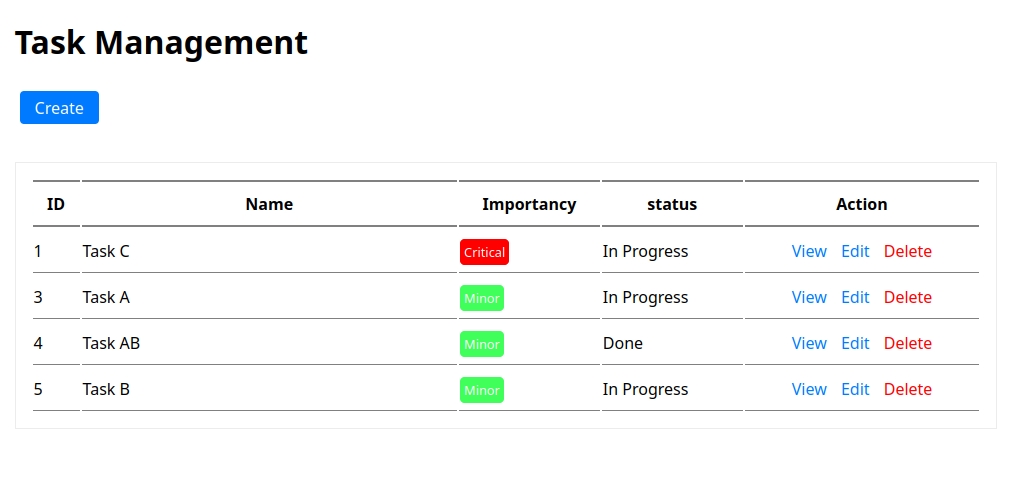 Task Management
Create
ID Name Importancy status Action
1 Task C Critical In Progress View Edit Delete
3 Task A Minor In Progress View Edit Delete
4 Task AB Minor Done View Edit Delete
5 Task B Minor In Progress View Edit Delete